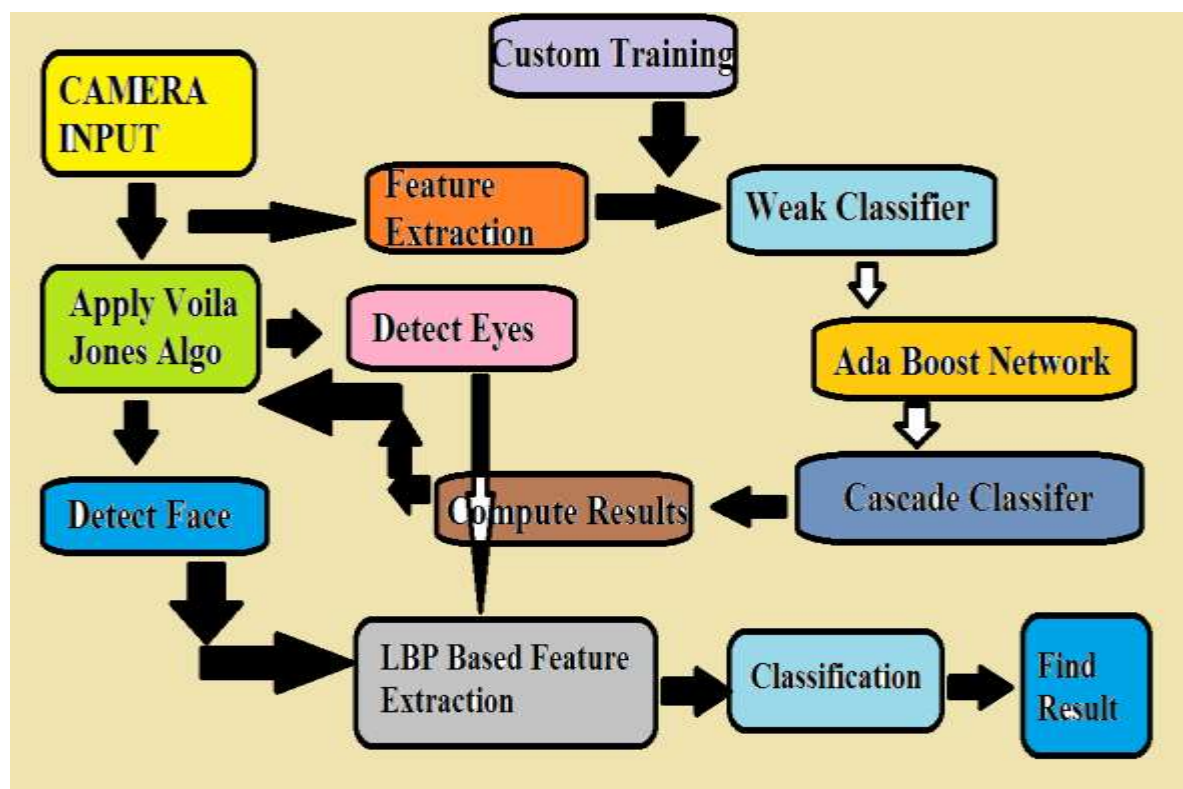 Custom Training
CAMERA
INPUT
Feature
Extraction
Weak Classifier
Apply Voila
Jones Algo
Detect Eyes
Ada Boost Network
Detect Face
Compute Results
Cascade Classifer
LBP Based Feature
Extraction
Classification
Find
Result